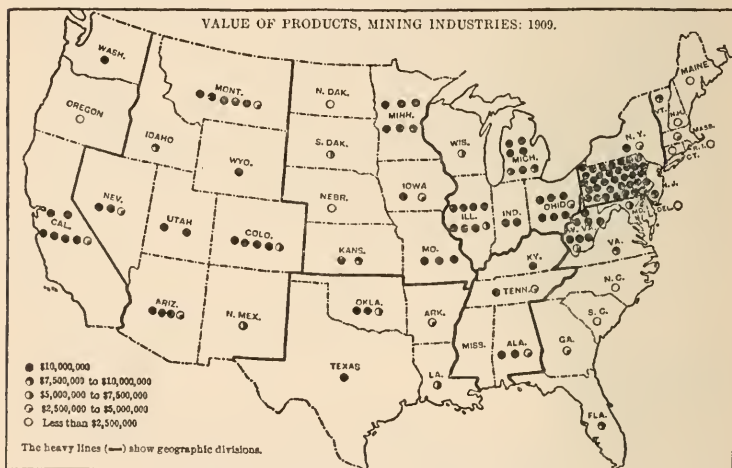 VALUE OF PRODUCTS, MINING INDUSTRIES: 1909.
WASH.
OREGON
CAL.
NEV.
IDAHO
MONT.
WYO.
UTAH
COLO.
ARIZ.
N. MEX.
N. DAK.
S. DAK.
NEBR.
KANS.
OKLA.
TEXAS
MINN.
IOWA
MO.
ARK.
LA.
WIS.
MICH.
ILL.
IND.
OHIO
KY.
TENN.
MISS.
ALA.
GA.
FLA.
S. C.
N. C.
VA.
W. VA.
MD.
DEL.
N. J.
N. Y.
CT.
R. I.
MASS.
VT.
N.H.
MAINE
$10,000,000
$7,500,000 to $10,000,000
$5,000,000 to $7,500,000
$2,500,000 to $5,000,000
Less than $2,500,000
The heavy lines (—) show geographic divisions.